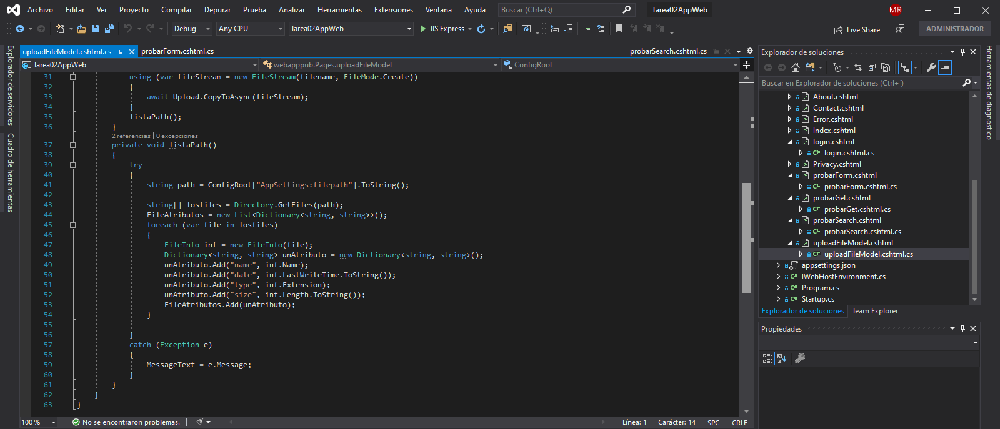 Archivo Editar Ver Proyecto Compilar Depurar Prueba Analizar Herramientas Extensiones Ventana Ayuda Buscar (Ctrl+Q) Tarea02AppWeb MR
Debug Any CPU Tarea02AppWeb IIS Express Live Share ADMINISTRADOR
Explorador de servidores
Cuadro de herramientas
uploadFileModel.cshtml.cs probarForm.cshtml.cs probarSearch.cshtml.cs
Tarea02AppWeb webapppub.Pages.uploadFileModel ConfigRoot
31 using (var fileStream = new FileStream(filename, FileMode.Create))
32 {
33 await Upload.CopyToAsync(fileStream);
34 }
35 listaPath();
36 }
2 referencias | 0 excepciones
37 private void listaPath()
38 {
39 try
40 {
41 string path = ConfigRoot["AppSettings:filepath"].ToString();
42
43 string[] losfiles = Directory.GetFiles(path);
44 FileAtributos = new List<Dictionary<string, string>>();
45 foreach (var file in losfiles)
46 {
47 FileInfo inf = new FileInfo(file);
48 Dictionary<string, string> unAtributo = new Dictionary<string, string>();
49 unAtributo.Add("name", inf.Name);
50 unAtributo.Add("date", inf.LastWriteTime.ToString());
51 unAtributo.Add("type", inf.Extension);
52 unAtributo.Add("size", inf.Length.ToString());
53 FileAtributos.Add(unAtributo);
54 }
55
56 }
57 catch (Exception e)
58 {
59 MessageText = e.Message;
60 }
61 }
62 }
63 }
100 % No se encontraron problemas. Línea: 1 Carácter: 14 SPC CRLF
Explorador de soluciones
Buscar en Explorador de soluciones (Ctrl+´)
About.cshtml
Contact.cshtml
Error.cshtml
Index.cshtml
login.cshtml
C# login.cshtml.cs
Privacy.cshtml
probarForm.cshtml
C# probarForm.cshtml.cs
probarGet.cshtml
C# probarGet.cshtml.cs
probarSearch.cshtml
C# probarSearch.cshtml.cs
uploadFileModel.cshtml
C# uploadFileModel.cshtml.cs
appsettings.json
C# IWebHostEnvironment.cs
C# Program.cs
C# Startup.cs
Explorador de soluciones Team Explorer
Propiedades
Herramientas de diagnóstico